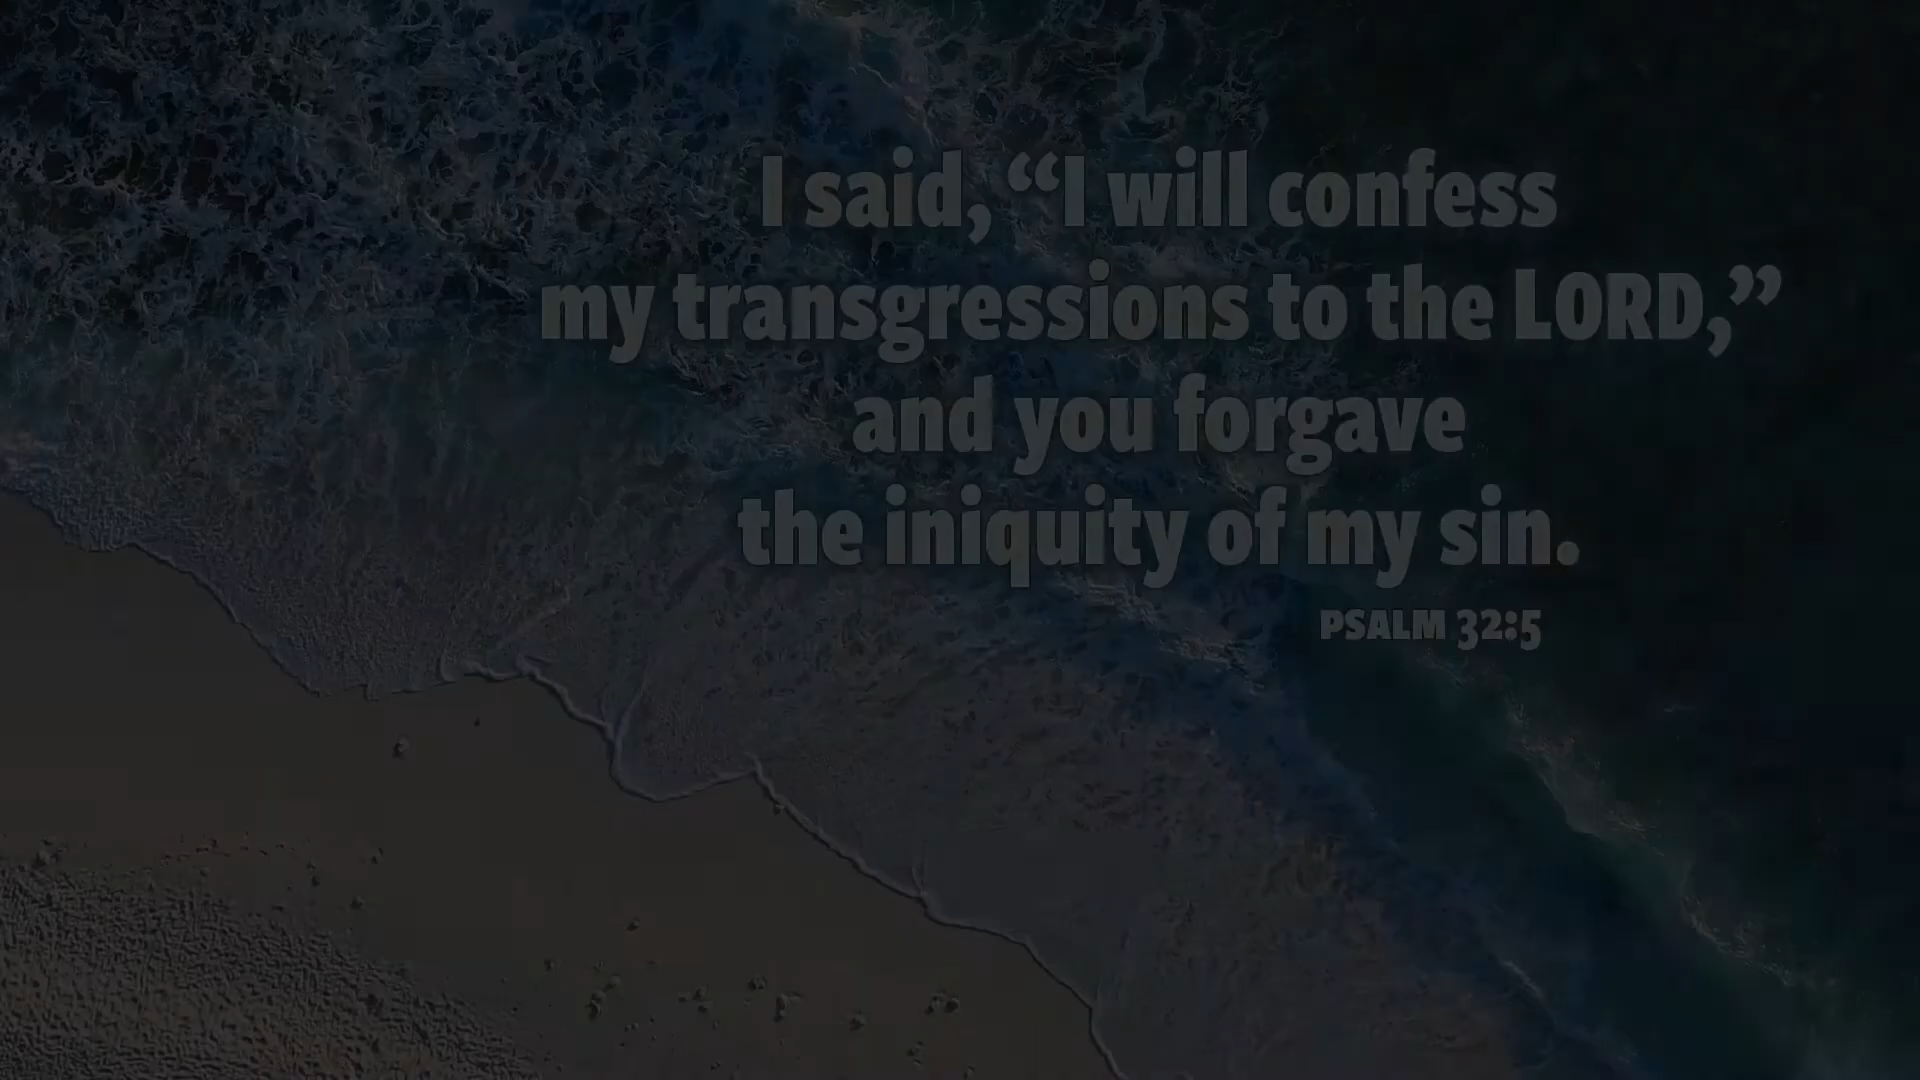 I said, “I will confess
my transgressions to the LORD,”
and you forgave
the iniquity of my sin.
PSALM 32:5